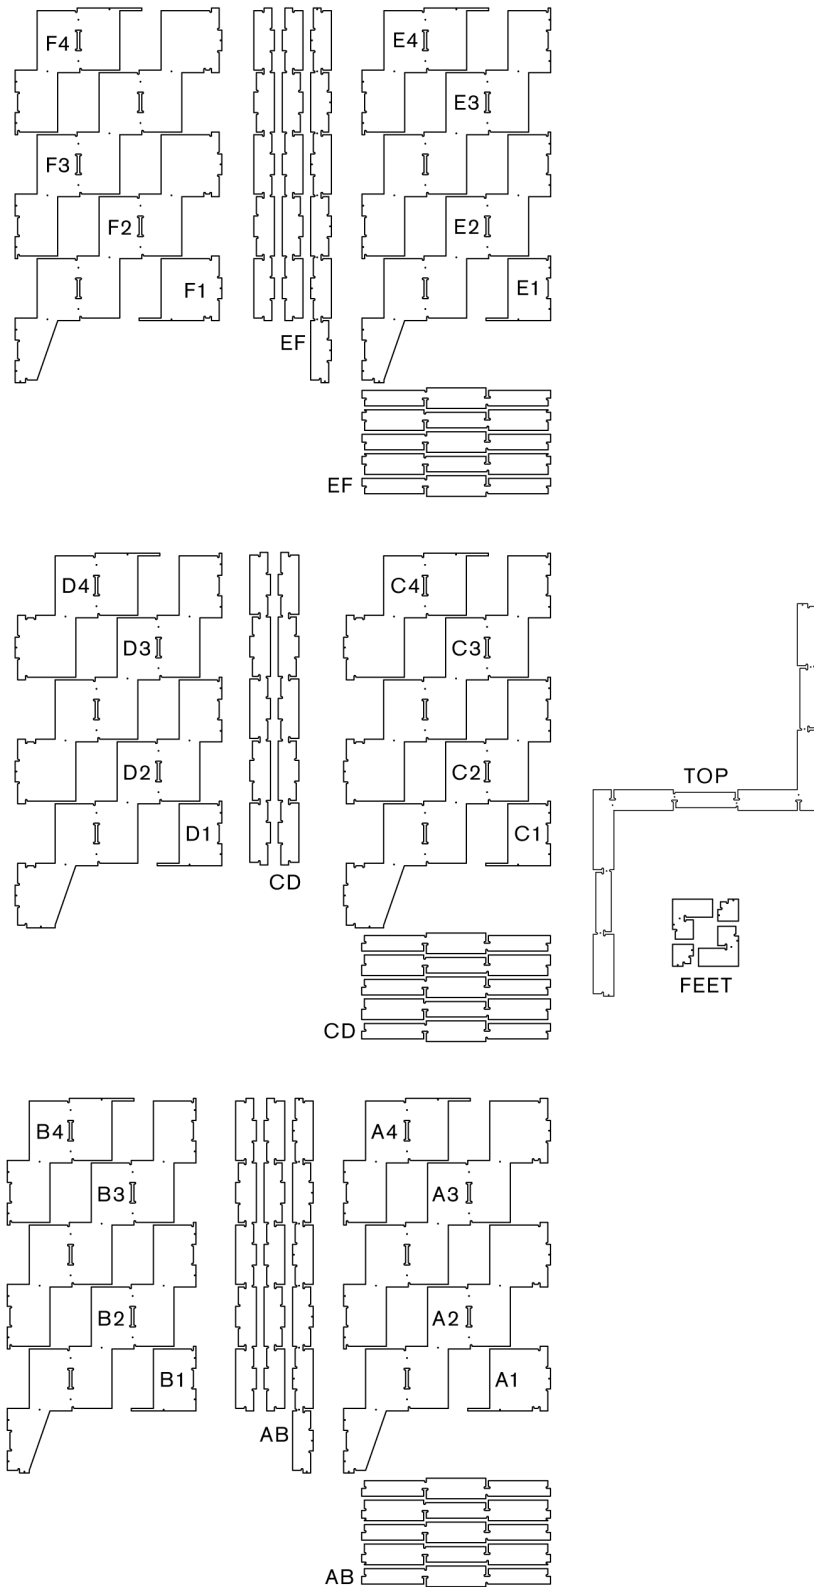 F4 E4
E3
F3
F2 E2
F1 E1
EF
EF
D4 C4
D3 C3
D2 C2
TOP
D1 C1
CD
FEET
CD
B4 A4
B3 A3
B2 A2
B1 A1
AB
AB